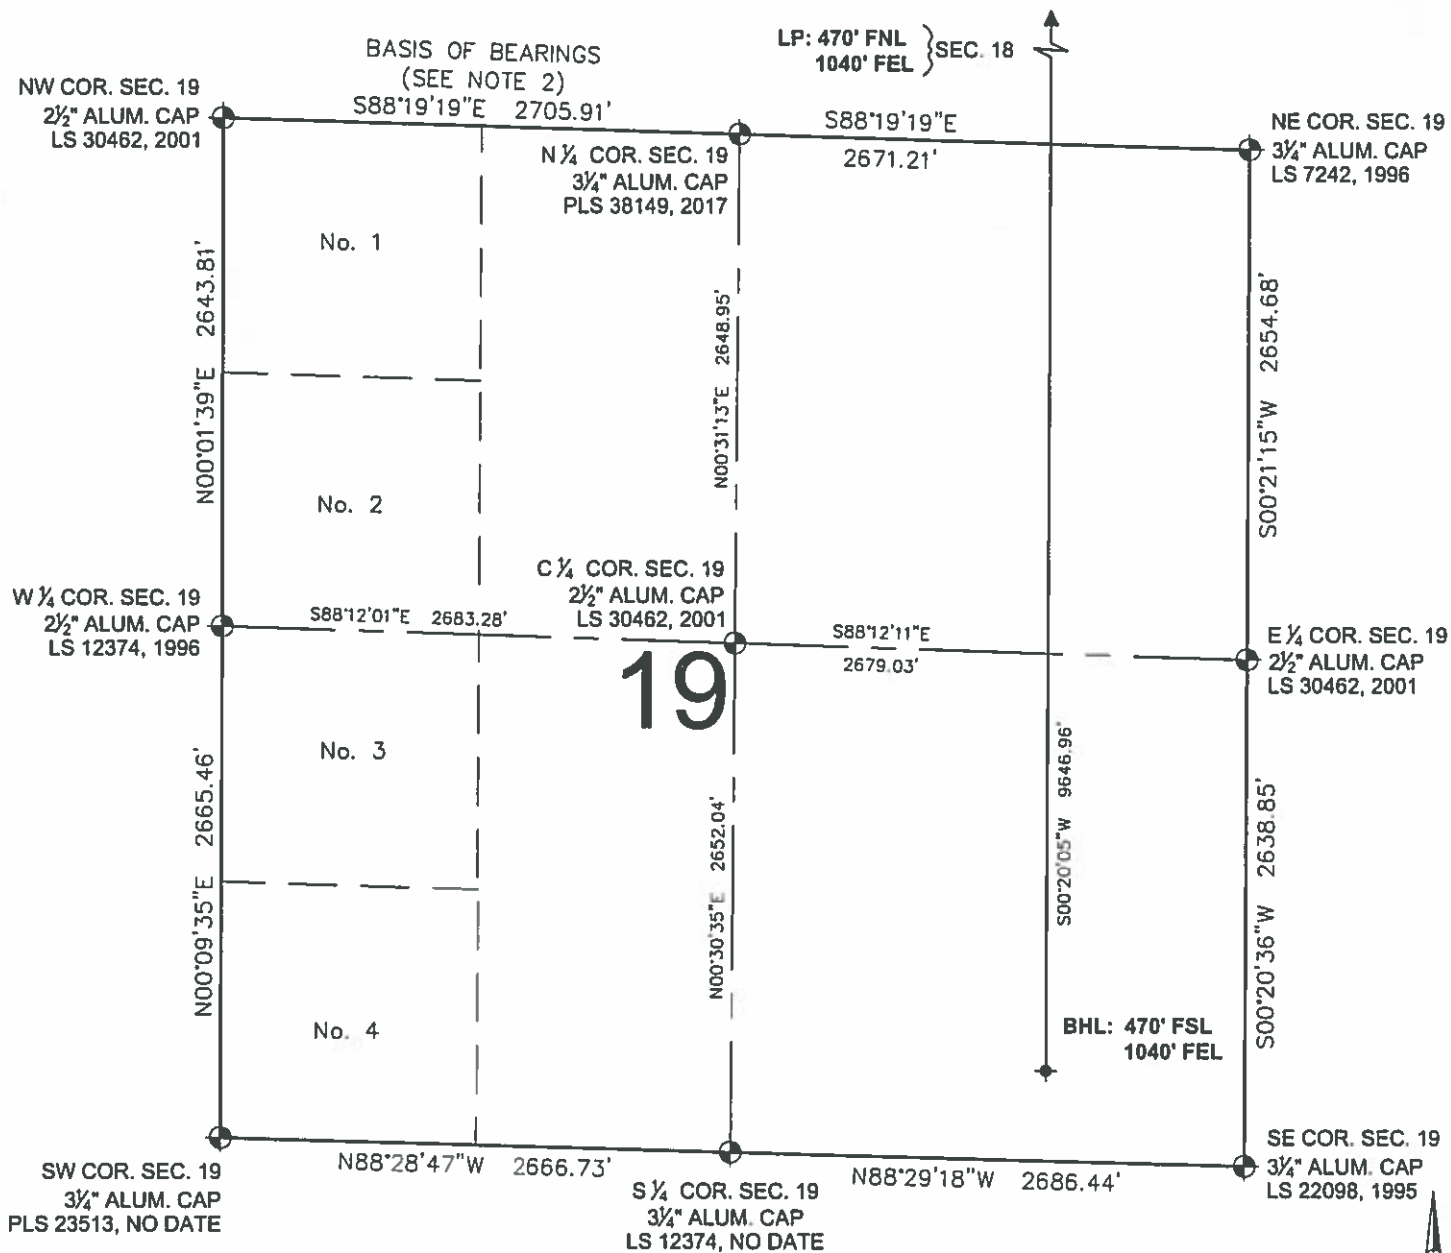 LP: 470' FNL
1040' FEL
SEC. 18
BASIS OF BEARINGS
(SEE NOTE 2)
S88°19'19"E 2705.91'
S88°19'19"E
2671.21'
NW COR. SEC. 19
2½" ALUM. CAP
LS 30462, 2001
N ¼ COR. SEC. 19
3¼" ALUM. CAP
PLS 38149, 2017
NE COR. SEC. 19
3¼" ALUM. CAP
LS 7242, 1996
No. 1
N00°01'39"E 2643.81'
N00°31'13"E 2648.95'
S00°21'15"W 2654.68'
No. 2
W ¼ COR. SEC. 19
2½" ALUM. CAP
LS 12374, 1996
S88°12'01"E 2683.28'
C ¼ COR. SEC. 19
2½" ALUM. CAP
LS 30462, 2001
S88°12'11"E
2679.03'
E ¼ COR. SEC. 19
2½" ALUM. CAP
LS 30462, 2001
19
No. 3
N00°09'35"E 2665.46'
N00°30'35"E 2652.04'
S00°20'05"W 9646.96'
S00°20'36"W 2638.85'
No. 4
BHL: 470' FSL
1040' FEL
SW COR. SEC. 19
3¼" ALUM. CAP
PLS 23513, NO DATE
N88°28'47"W 2666.73'
S ¼ COR. SEC. 19
3¼" ALUM. CAP
LS 12374, NO DATE
N88°29'18"W 2686.44'
SE COR. SEC. 19
3¼" ALUM. CAP
LS 22098, 1995